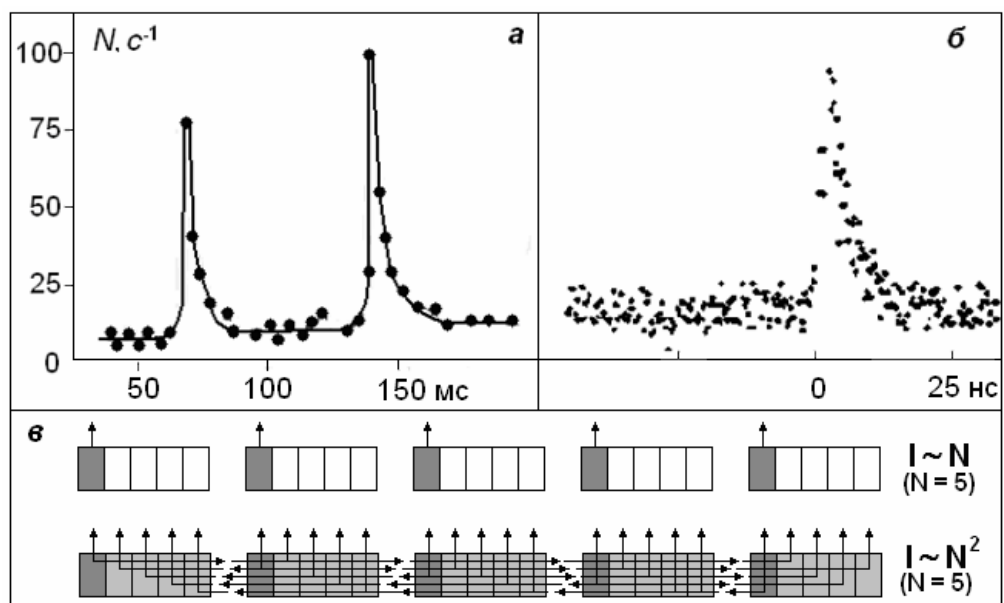 N, c⁻¹
а
100
75
50
25
0
50
100
150 мс
б
0
25 нс
в
I ~ N
(N = 5)
I ~ N²
(N = 5)